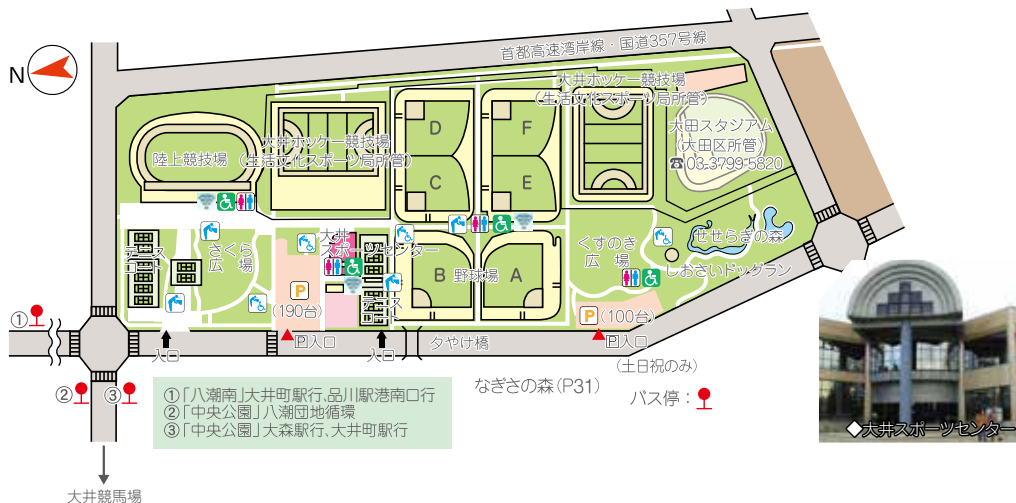 首都高速湾岸線・国道357号線
N
大井ホッケー競技場
(生活文化スポーツ局所管)
大田スタジアム
(大田区所管)
☎03-3799-5820
陸上競技場
大井ホッケー競技場
(生活文化スポーツ局所管)
D
F
C
E
テニス
コート
さくら
広場
大井
スポーツセンター
B
野球場
A
くすのき
広場
せせらぎの森
しおさいドッグラン
P
(190台)
テニス
コート
P
(100台)
①
入口
P入口
入口
夕やけ橋
P入口
(土日祝のみ)
②
③
①「八潮南」大井町駅行、品川駅港南口行
②「中央公園」八潮団地循環
③「中央公園」大森駅行、大井町駅行
なぎさの森(P31)
バス停：
◆大井スポーツセンター
大井競馬場